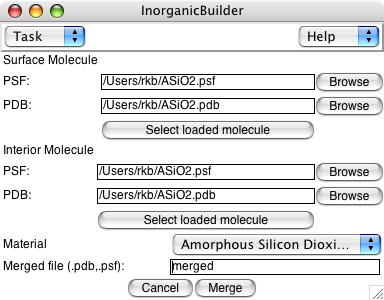 InorganicBuilder
Task Help
Surface Molecule
PSF: /Users/rkb/ASiO2.psf Browse
PDB: /Users/rkb/ASiO2.pdb Browse
Select loaded molecule
Interior Molecule
PSF: /Users/rkb/ASiO2.psf Browse
PDB: /Users/rkb/ASiO2.pdb Browse
Select loaded molecule
Material Amorphous Silicon Dioxi...
Merged file (.pdb,.psf): merged
Cancel Merge